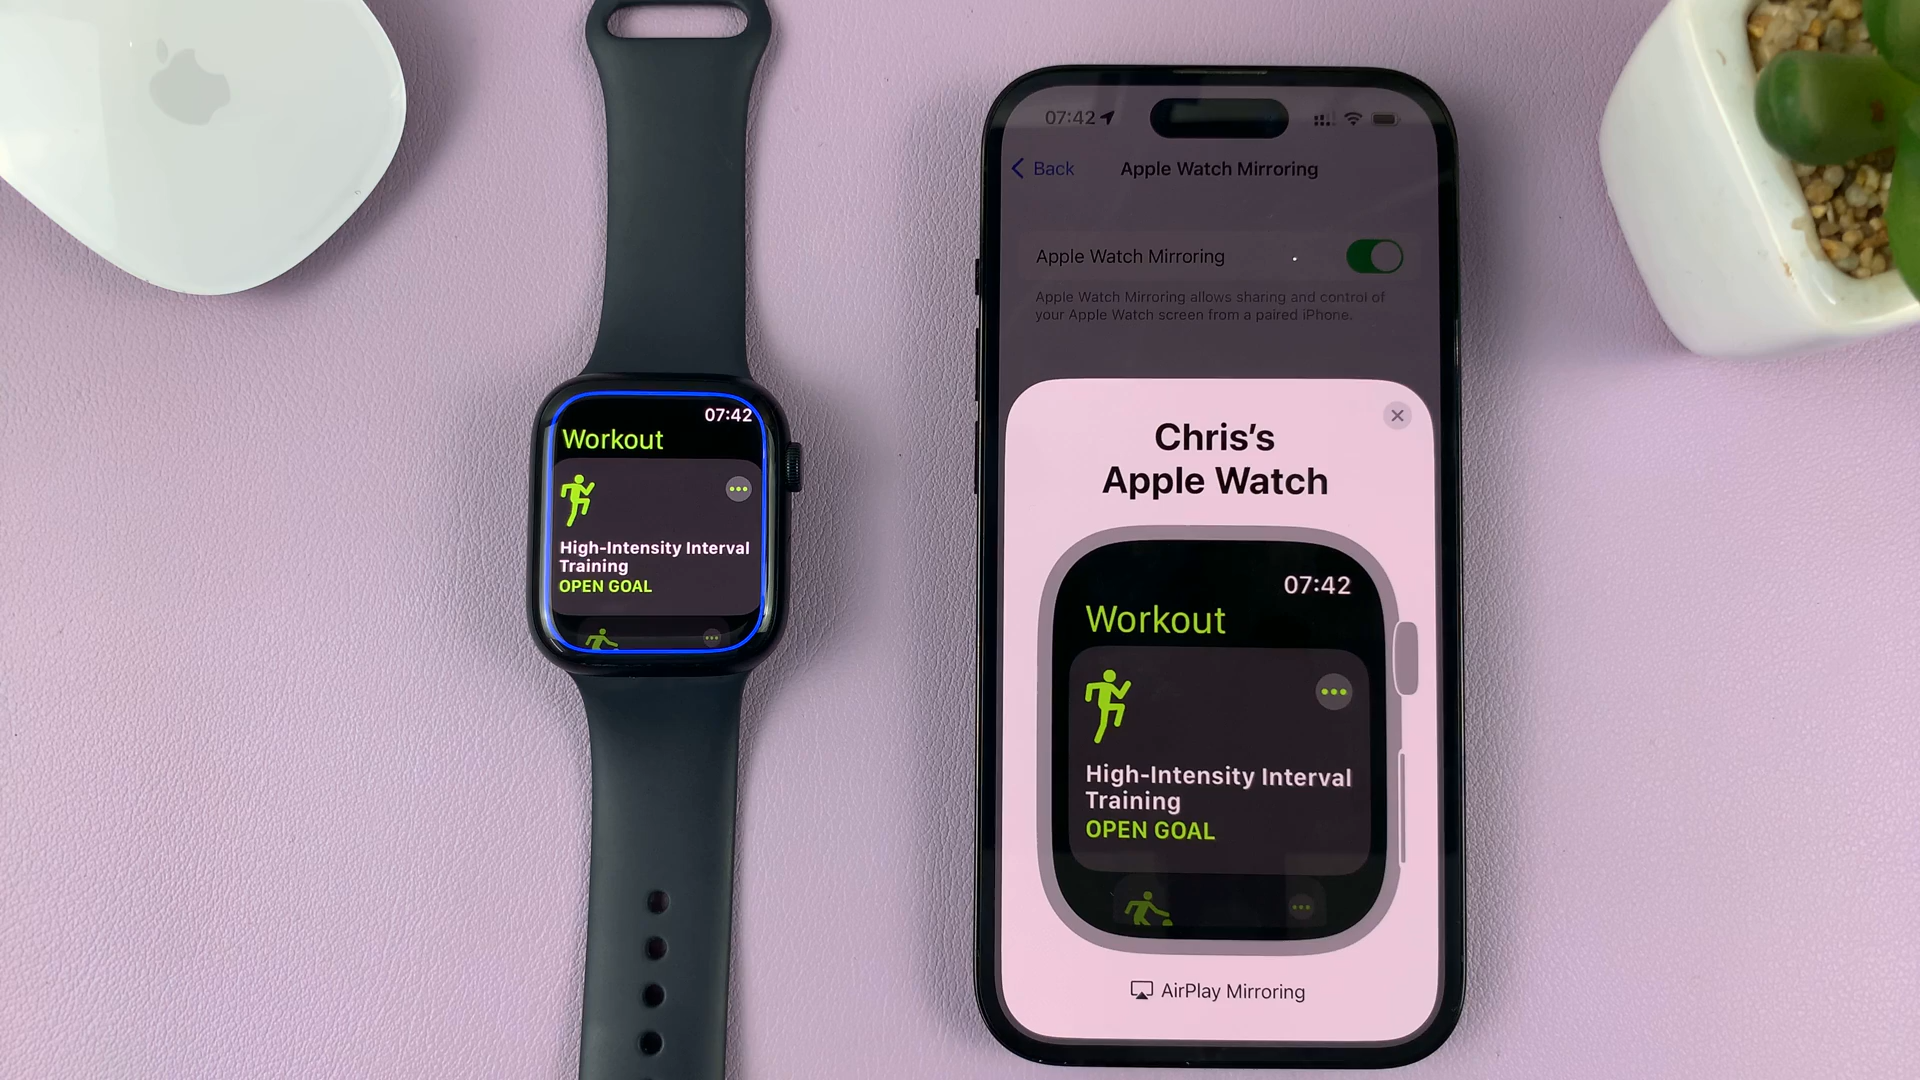 07:42
Workout
High-Intensity Interval
Training
OPEN GOAL
07:42
Back
Apple Watch Mirroring
Apple Watch Mirroring
Apple Watch Mirroring allows sharing and control of
your Apple Watch screen from a paired iPhone.
Chris's
Apple Watch
07:42
Workout
High-Intensity Interval
Training
OPEN GOAL
AirPlay Mirroring